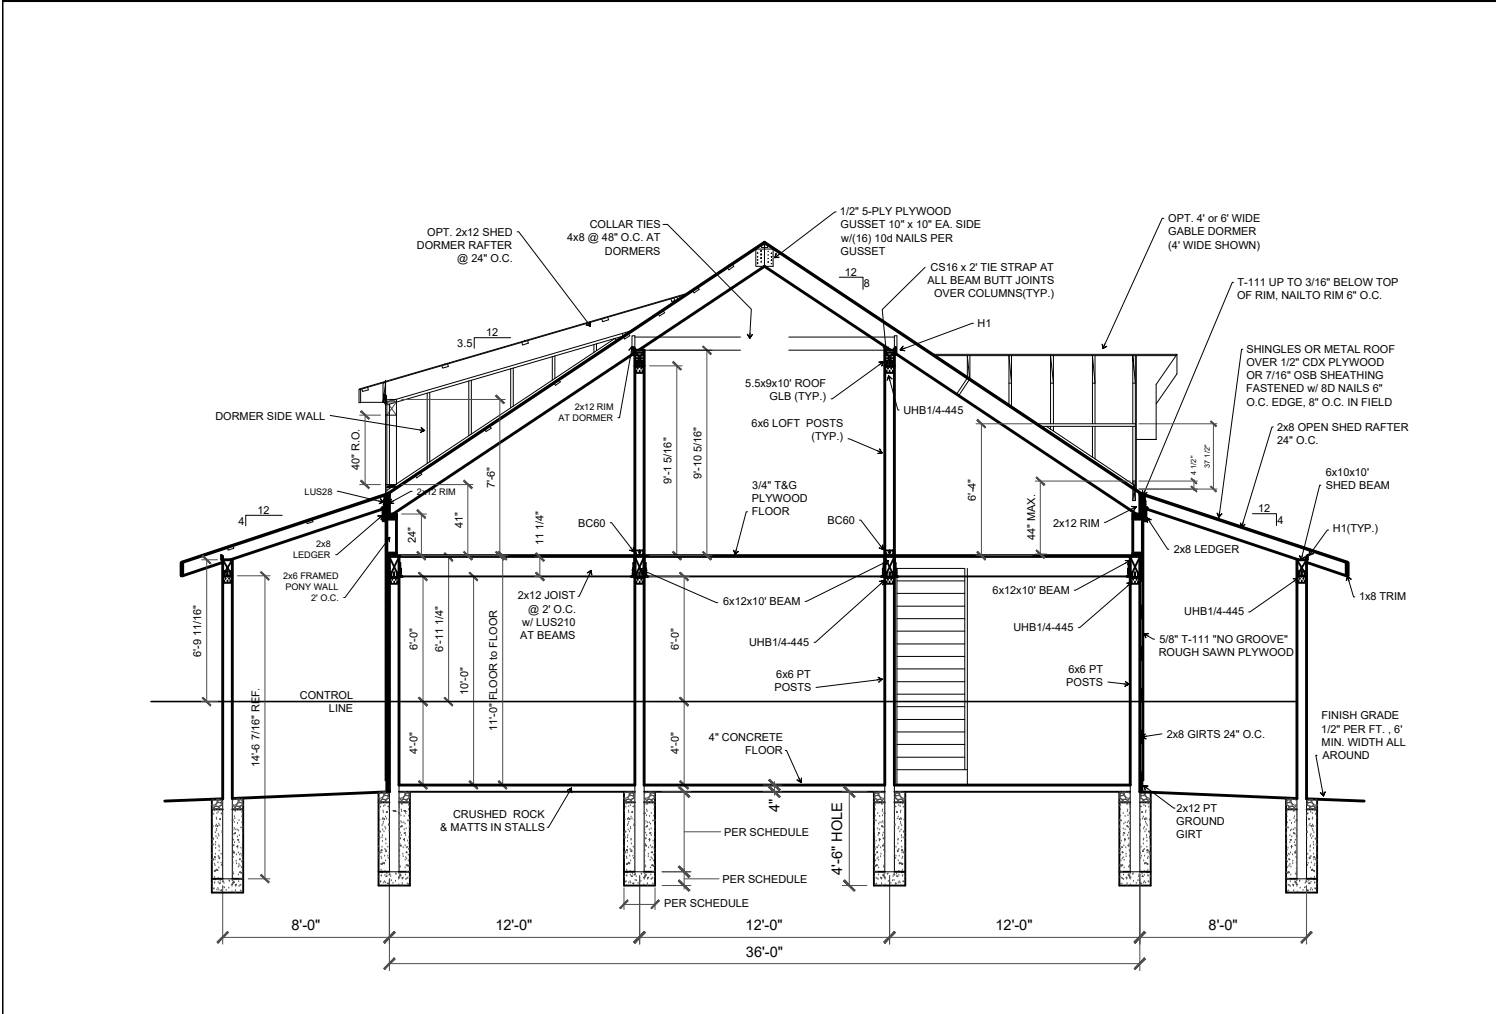 1/2" 5-PLY PLYWOOD
GUSSET 10" x 10" EA. SIDE
w/(16) 10d NAILS PER
GUSSET
COLLAR TIES
4x8 @ 48" O.C. AT
DORMERS
OPT. 2x12 SHED
DORMER RAFTER
@ 24" O.C.
OPT. 4' or 6' WIDE
GABLE DORMER
(4' WIDE SHOWN)
CS16 x 2' TIE STRAP AT
ALL BEAM BUTT JOINTS
OVER COLUMNS(TYP.)
12
8
T-111 UP TO 3/16" BELOW TOP
OF RIM, NAILTO RIM 6" O.C.
H1
12
3.5
SHINGLES OR METAL ROOF
OVER 1/2" CDX PLYWOOD
OR 7/16" OSB SHEATHING
FASTENED w/ 8D NAILS 6"
O.C. EDGE, 8" O.C. IN FIELD
5.5x9x10' ROOF
GLB (TYP.)
UHB1/4-445
2x12 RIM
AT DORMER
DORMER SIDE WALL
6x6 LOFT POSTS
(TYP.)
2x8 OPEN SHED RAFTER
24" O.C.
40" R.O.
7'-6"
9'-1 5/16"
9'-10 5/16"
6'-4"
4 1/2"
37 1/2"
6x10x10'
SHED BEAM
LUS28
2x12 RIM
3/4" T&G
PLYWOOD
FLOOR
12
4
12
4
24"
41"
11 1/4"
BC60
BC60
44" MAX.
2x12 RIM
H1(TYP.)
2x8
LEDGER
2x8 LEDGER
2x6 FRAMED
PONY WALL
2' O.C.
2x12 JOIST
@ 2' O.C.
w/ LUS210
AT BEAMS
6x12x10' BEAM
6x12x10' BEAM
1x8 TRIM
UHB1/4-445
UHB1/4-445
UHB1/4-445
6'-9 11/16"
6'-0"
6'-11 1/4"
10'-0"
11'-0" FLOOR to FLOOR
6'-0"
5/8" T-111 "NO GROOVE"
ROUGH SAWN PLYWOOD
6x6 PT
POSTS
6x6 PT
POSTS
CONTROL
LINE
14'-6 7/16" REF.
4'-0"
4'-0"
4" CONCRETE
FLOOR
2x8 GIRTS 24" O.C.
FINISH GRADE
1/2" PER FT. , 6'
MIN. WIDTH ALL
AROUND
CRUSHED ROCK
& MATTS IN STALLS
4"
4'-6" HOLE
2x12 PT
GROUND
GIRT
PER SCHEDULE
PER SCHEDULE
PER SCHEDULE
8'-0"
12'-0"
12'-0"
12'-0"
8'-0"
36'-0"